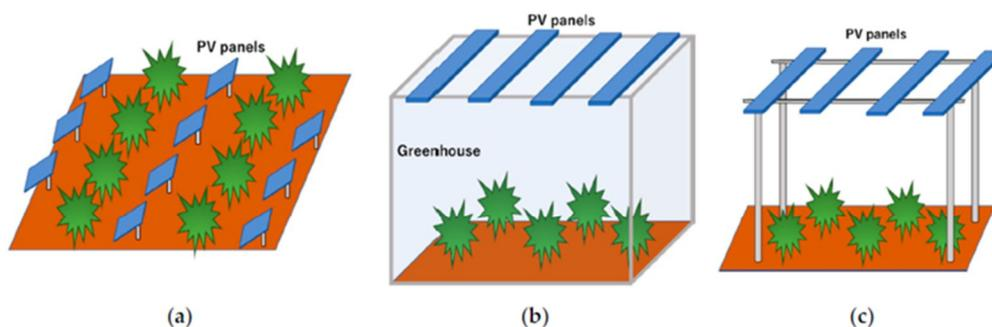 PV panels
PV panels
PV panels
Greenhouse
(a)
(b)
(c)